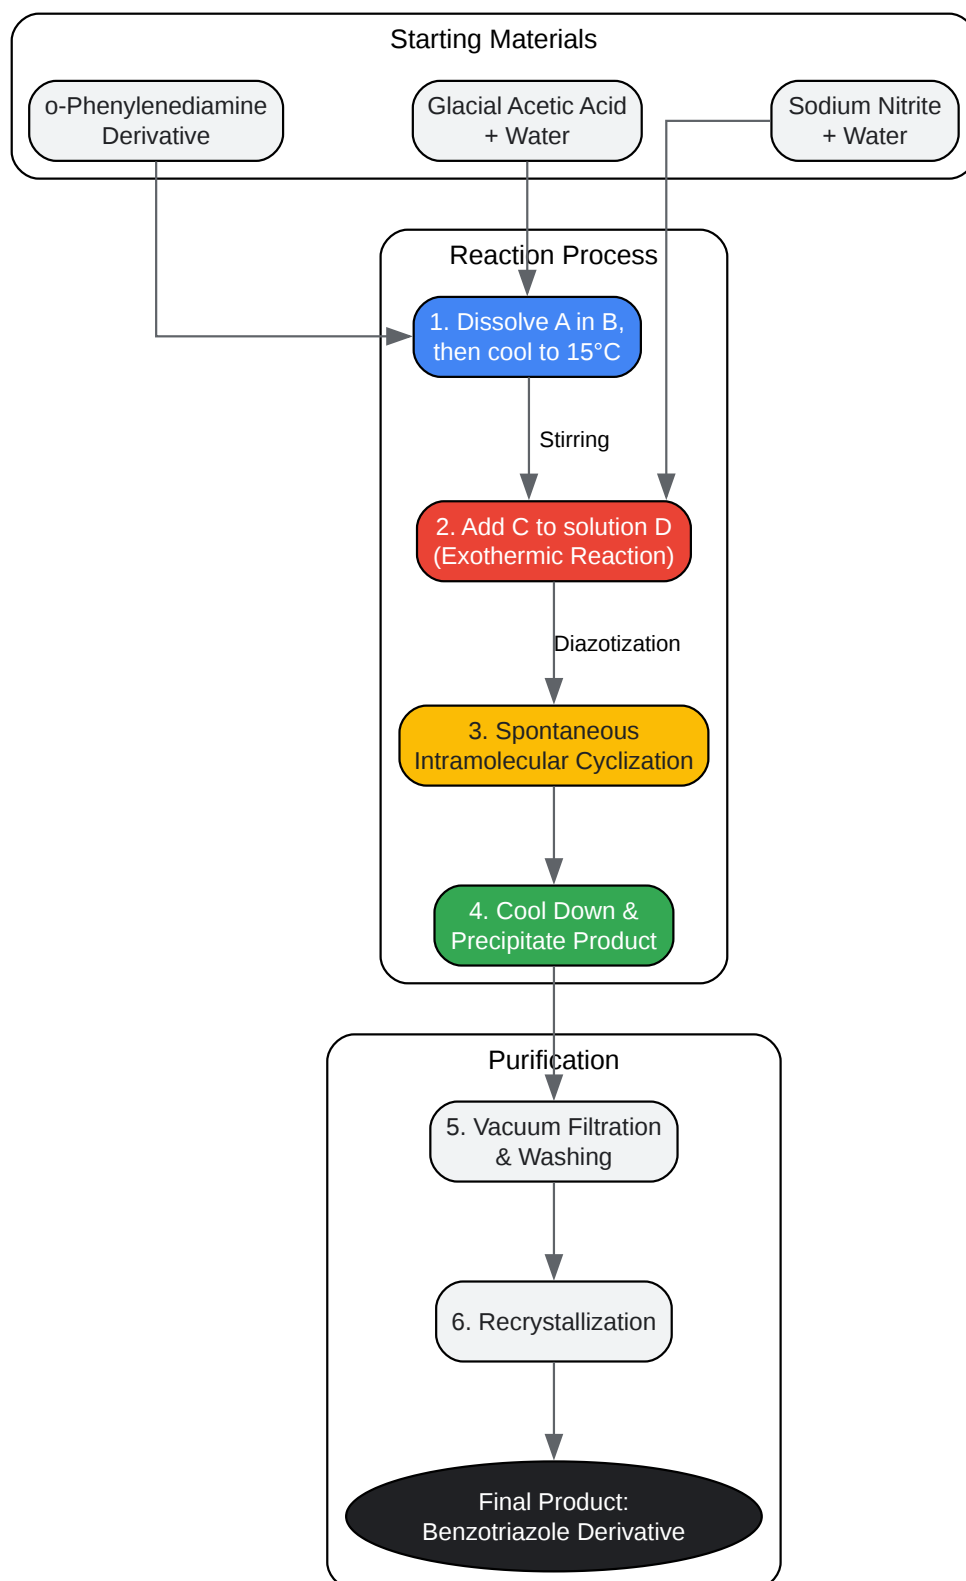 Starting Materials
o-Phenylenediamine
Derivative
Glacial Acetic Acid
+ Water
Sodium Nitrite
+ Water
Reaction Process
1. Dissolve A in B,
then cool to 15°C
Stirring
2. Add C to solution D
(Exothermic Reaction)
Diazotization
3. Spontaneous
Intramolecular Cyclization
4. Cool Down &
Precipitate Product
Purification
5. Vacuum Filtration
& Washing
6. Recrystallization
Final Product:
Benzotriazole Derivative